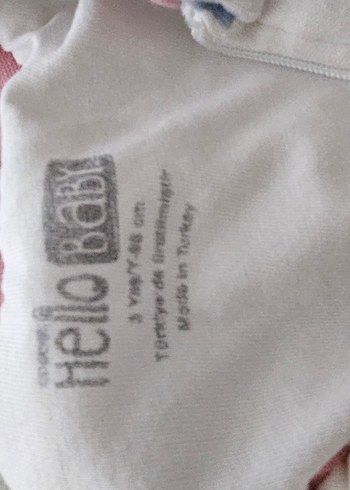 Hello BABY
3 Yaş/Y-98 cm
Türkiye'de Üretilmiştir
Made in Turkey